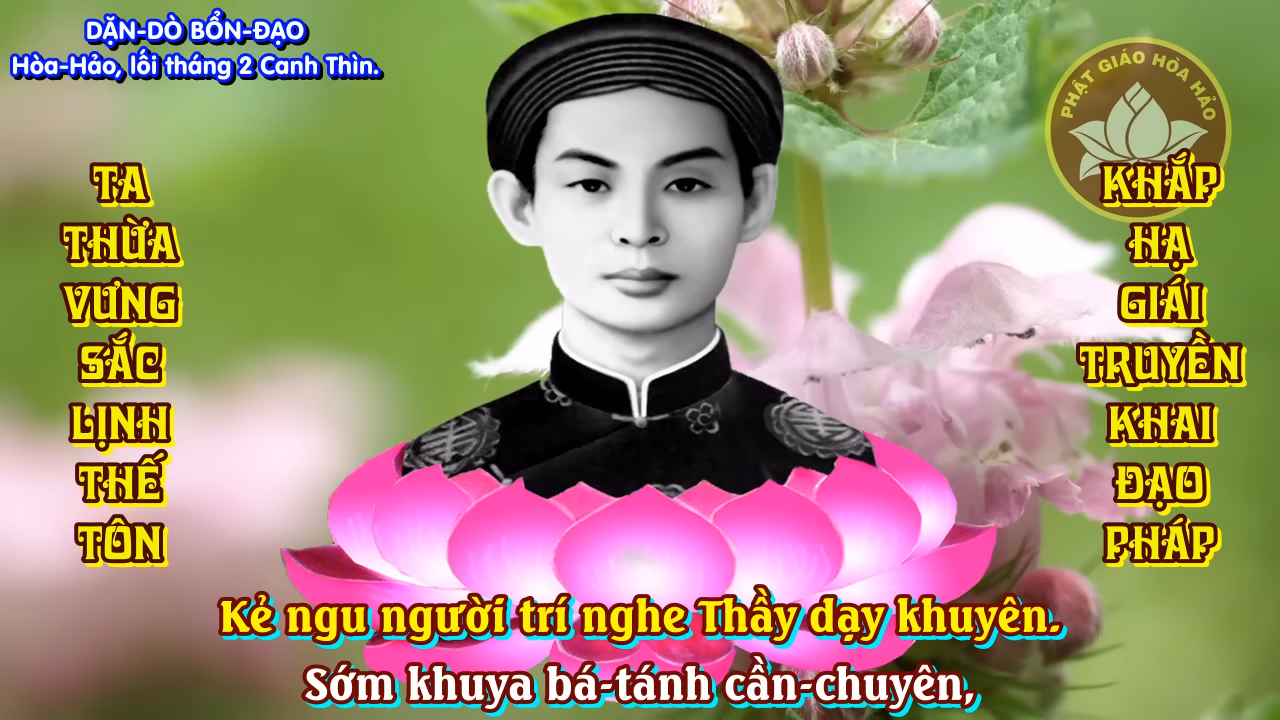 DẶN-DÒ BỔN-ĐẠO
Hòa-Hảo, lối tháng 2 Canh Thìn.
PHẬT GIÁO HÒA HẢO
TA
THỪA
VƯNG
SẮC
LỊNH
THẾ
TÔN
KHẮP
HẠ
GIÁI
TRUYỀN
KHAI
ĐẠO
PHÁP
Kẻ ngu người trí nghe Thầy dạy khuyên.
Sớm khuya bá-tánh cần-chuyên,